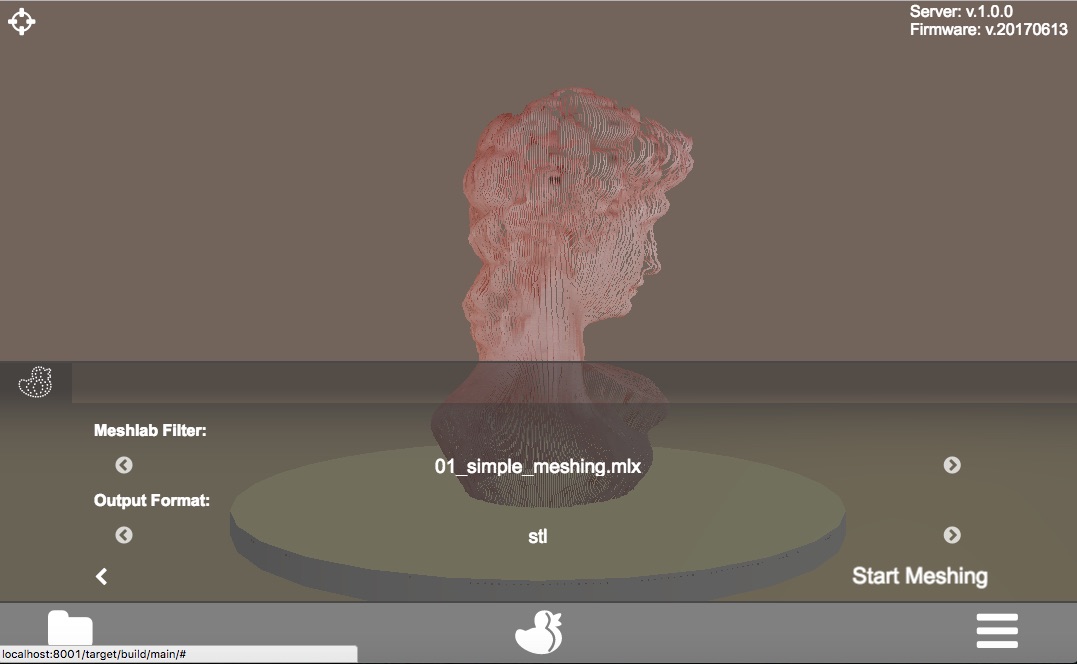 Server: v.1.0.0
Firmware: v.20170613
Meshlab Filter:
01_simple_meshing.mlx
Output Format:
stl
Start Meshing
localhost:8001/target/build/main/#